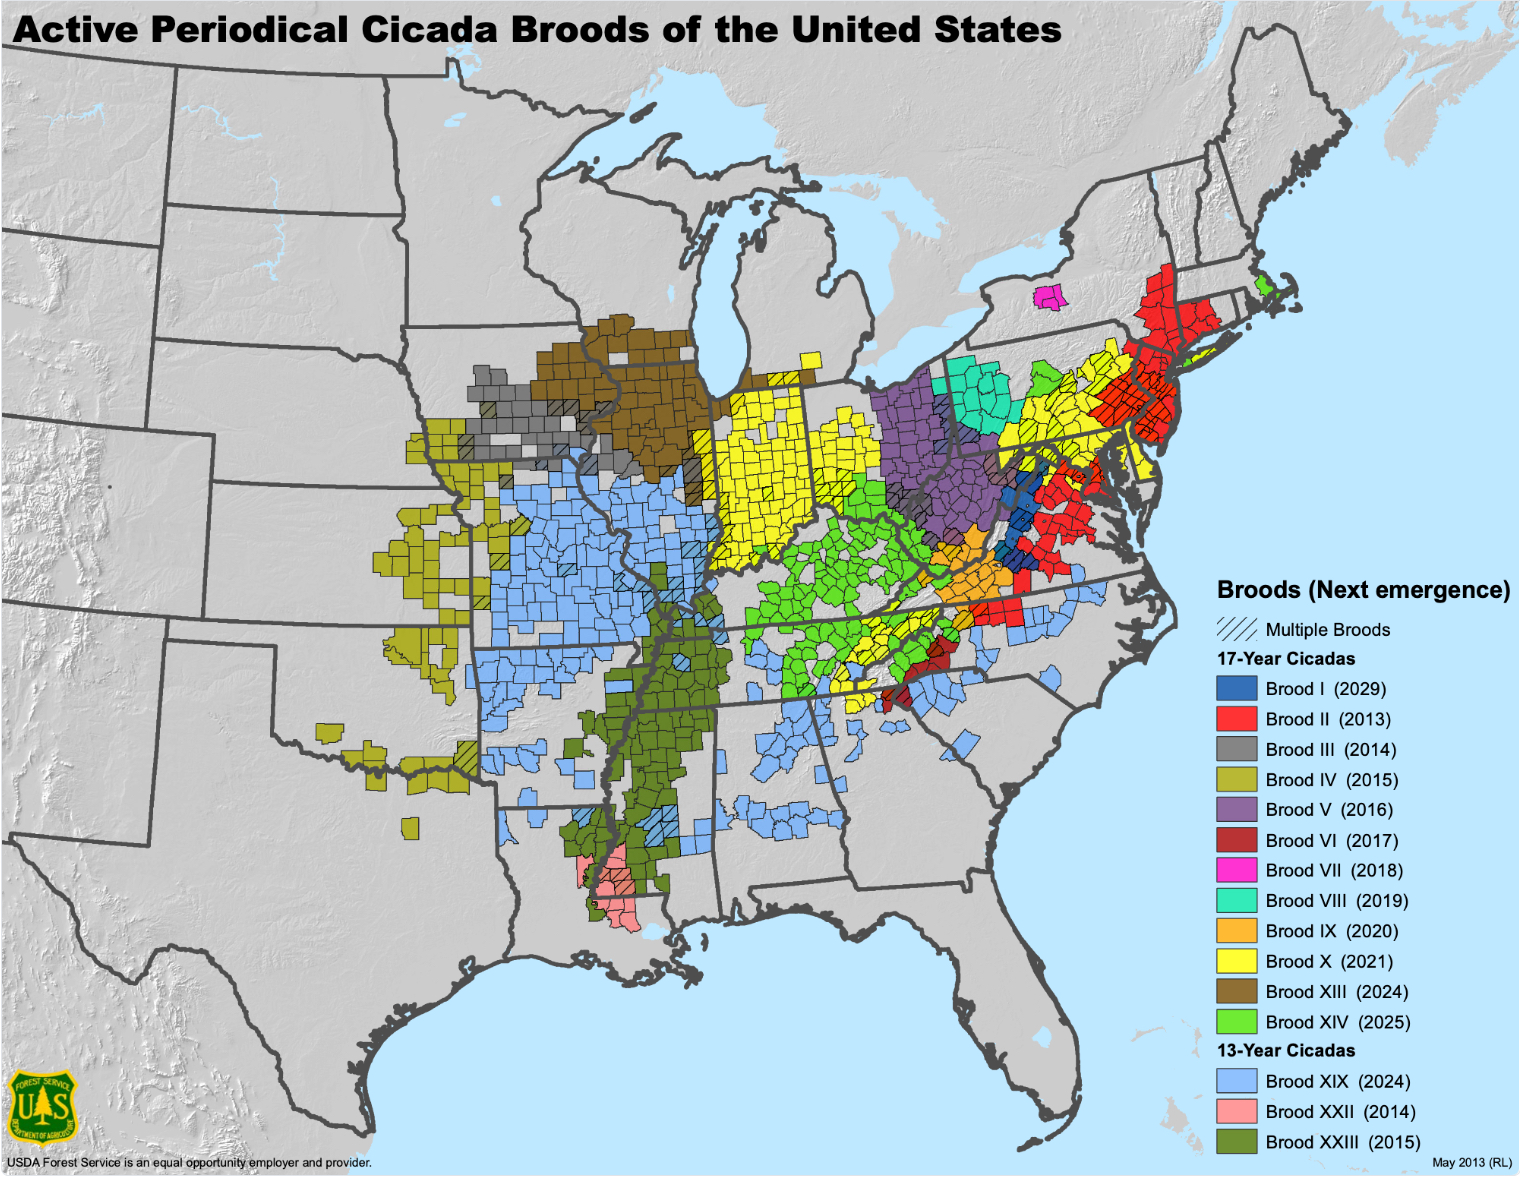 Active Periodical Cicada Broods of the United States
Broods (Next emergence)
Multiple Broods
17-Year Cicadas
Brood I (2029)
Brood II (2013)
Brood III (2014)
Brood IV (2015)
Brood V (2016)
Brood VI (2017)
Brood VII (2018)
Brood VIII (2019)
Brood IX (2020)
Brood X (2021)
Brood XIII (2024)
Brood XIV (2025)
13-Year Cicadas
Brood XIX (2024)
Brood XXII (2014)
Brood XXIII (2015)
FOREST SERVICE
U S
DEPARTMENT OF AGRICULTURE
USDA Forest Service is an equal opportunity employer and provider.
May 2013 (RL)